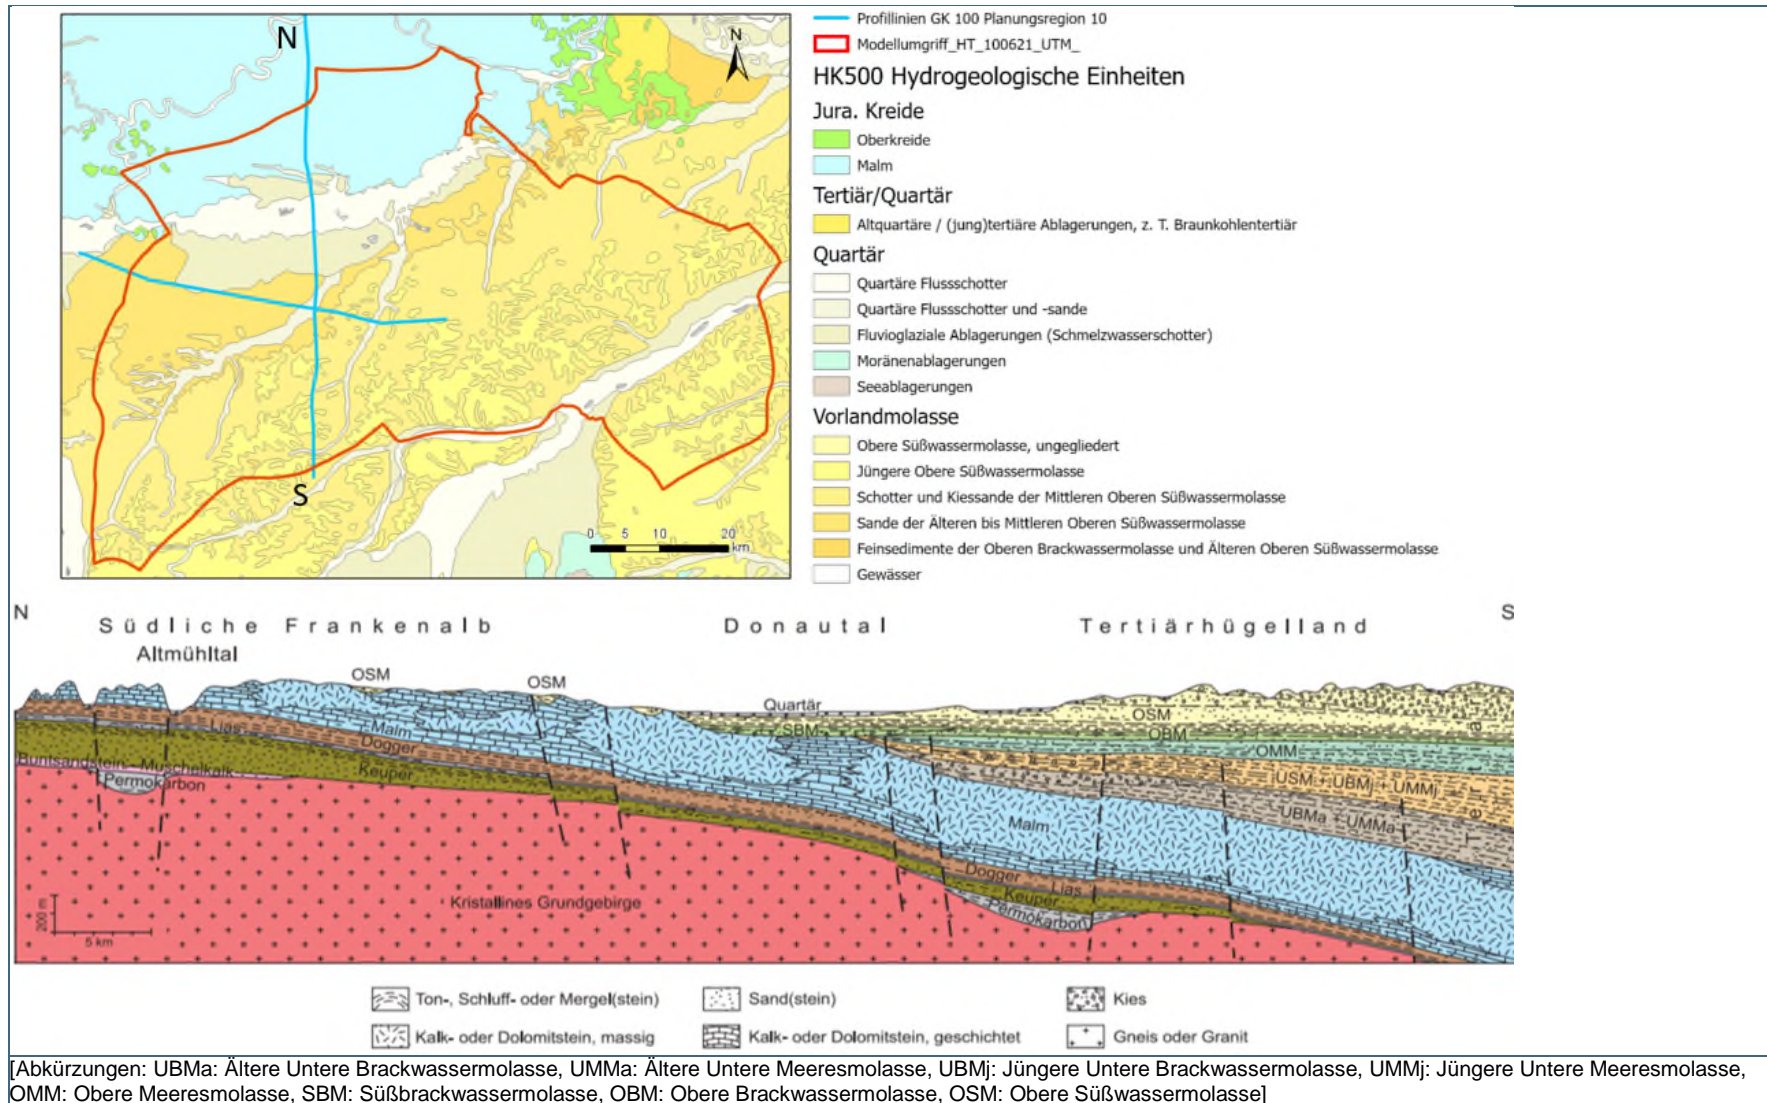 N
N
S
0 5 10 20
km
Profillinien GK 100 Planungsregion 10
Modellumgriff_HT_100621_UTM_
HK500 Hydrogeologische Einheiten
Jura. Kreide
Oberkreide
Malm
Tertiär/Quartär
Altquartäre / (jung)tertiäre Ablagerungen, z. T. Braunkohlentertiär
Quartär
Quartäre Flussschotter
Quartäre Flussschotter und -sande
Fluvioglaziale Ablagerungen (Schmelzwasserschotter)
Moränenablagerungen
Seeablagerungen
Vorlandmolasse
Obere Süßwassermolasse, ungegliedert
Jüngere Obere Süßwassermolasse
Schotter und Kiessande der Mittleren Oberen Süßwassermolasse
Sande der Älteren bis Mittleren Oberen Süßwassermolasse
Feinsedimente der Oberen Brackwassermolasse und Älteren Oberen Süßwassermolasse
Gewässer
N S
Südliche Frankenalb Donautal Tertiärhügelland
Altmühltal
OSM OSM
Quartär
OSM
SBM OBM
OMM
USM + UBMj + UMMj
UBMa + UMMa
Tertiär
Lias Malm
Dogger
Keuper
Buntsandstein - Muschelkalk
Permokarbon
Malm
Dogger Lias
Keuper
Permokarbon
Kristallines Grundgebirge
200 m
5 km
Ton-, Schluff- oder Mergel(stein) Sand(stein) Kies
Kalk- oder Dolomitstein, massig Kalk- oder Dolomitstein, geschichtet Gneis oder Granit
[Abkürzungen: UBMa: Ältere Untere Brackwassermolasse, UMMa: Ältere Untere Meeresmolasse, UBMj: Jüngere Untere Brackwassermolasse, UMMj: Jüngere Untere Meeresmolasse,
OMM: Obere Meeresmolasse, SBM: Süßbrackwassermolasse, OBM: Obere Brackwassermolasse, OSM: Obere Süßwassermolasse]